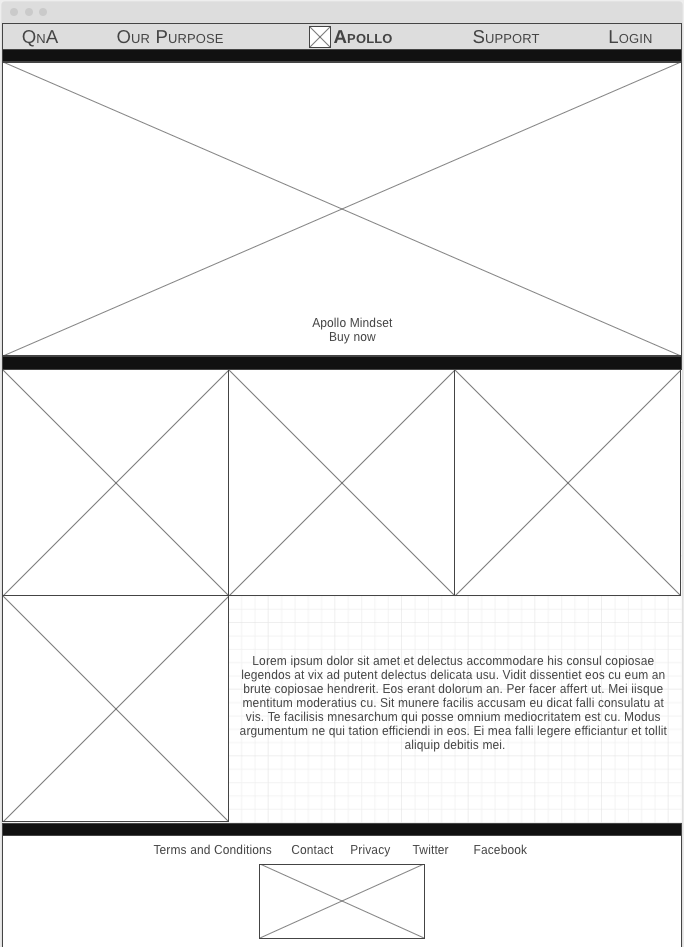 QnA Our Purpose Apollo Support Login
Apollo Mindset
Buy now
Lorem ipsum dolor sit amet et delectus accommodare his consul copiosae
legendos at vix ad putent delectus delicata usu. Vidit dissentiet eos cu eum an
brute copiosae hendrerit. Eos erant dolorum an. Per facer affert ut. Mei iisque
mentitum moderatius cu. Sit munere facilis accusam eu dicat falli consulatu at
vis. Te facilisis mnesarchum qui posse omnium mediocritatem est cu. Modus
argumentum ne qui tation efficiendi in eos. Ei mea falli legere efficiantur et tollit
aliquip debitis mei.
Terms and Conditions Contact Privacy Twitter Facebook